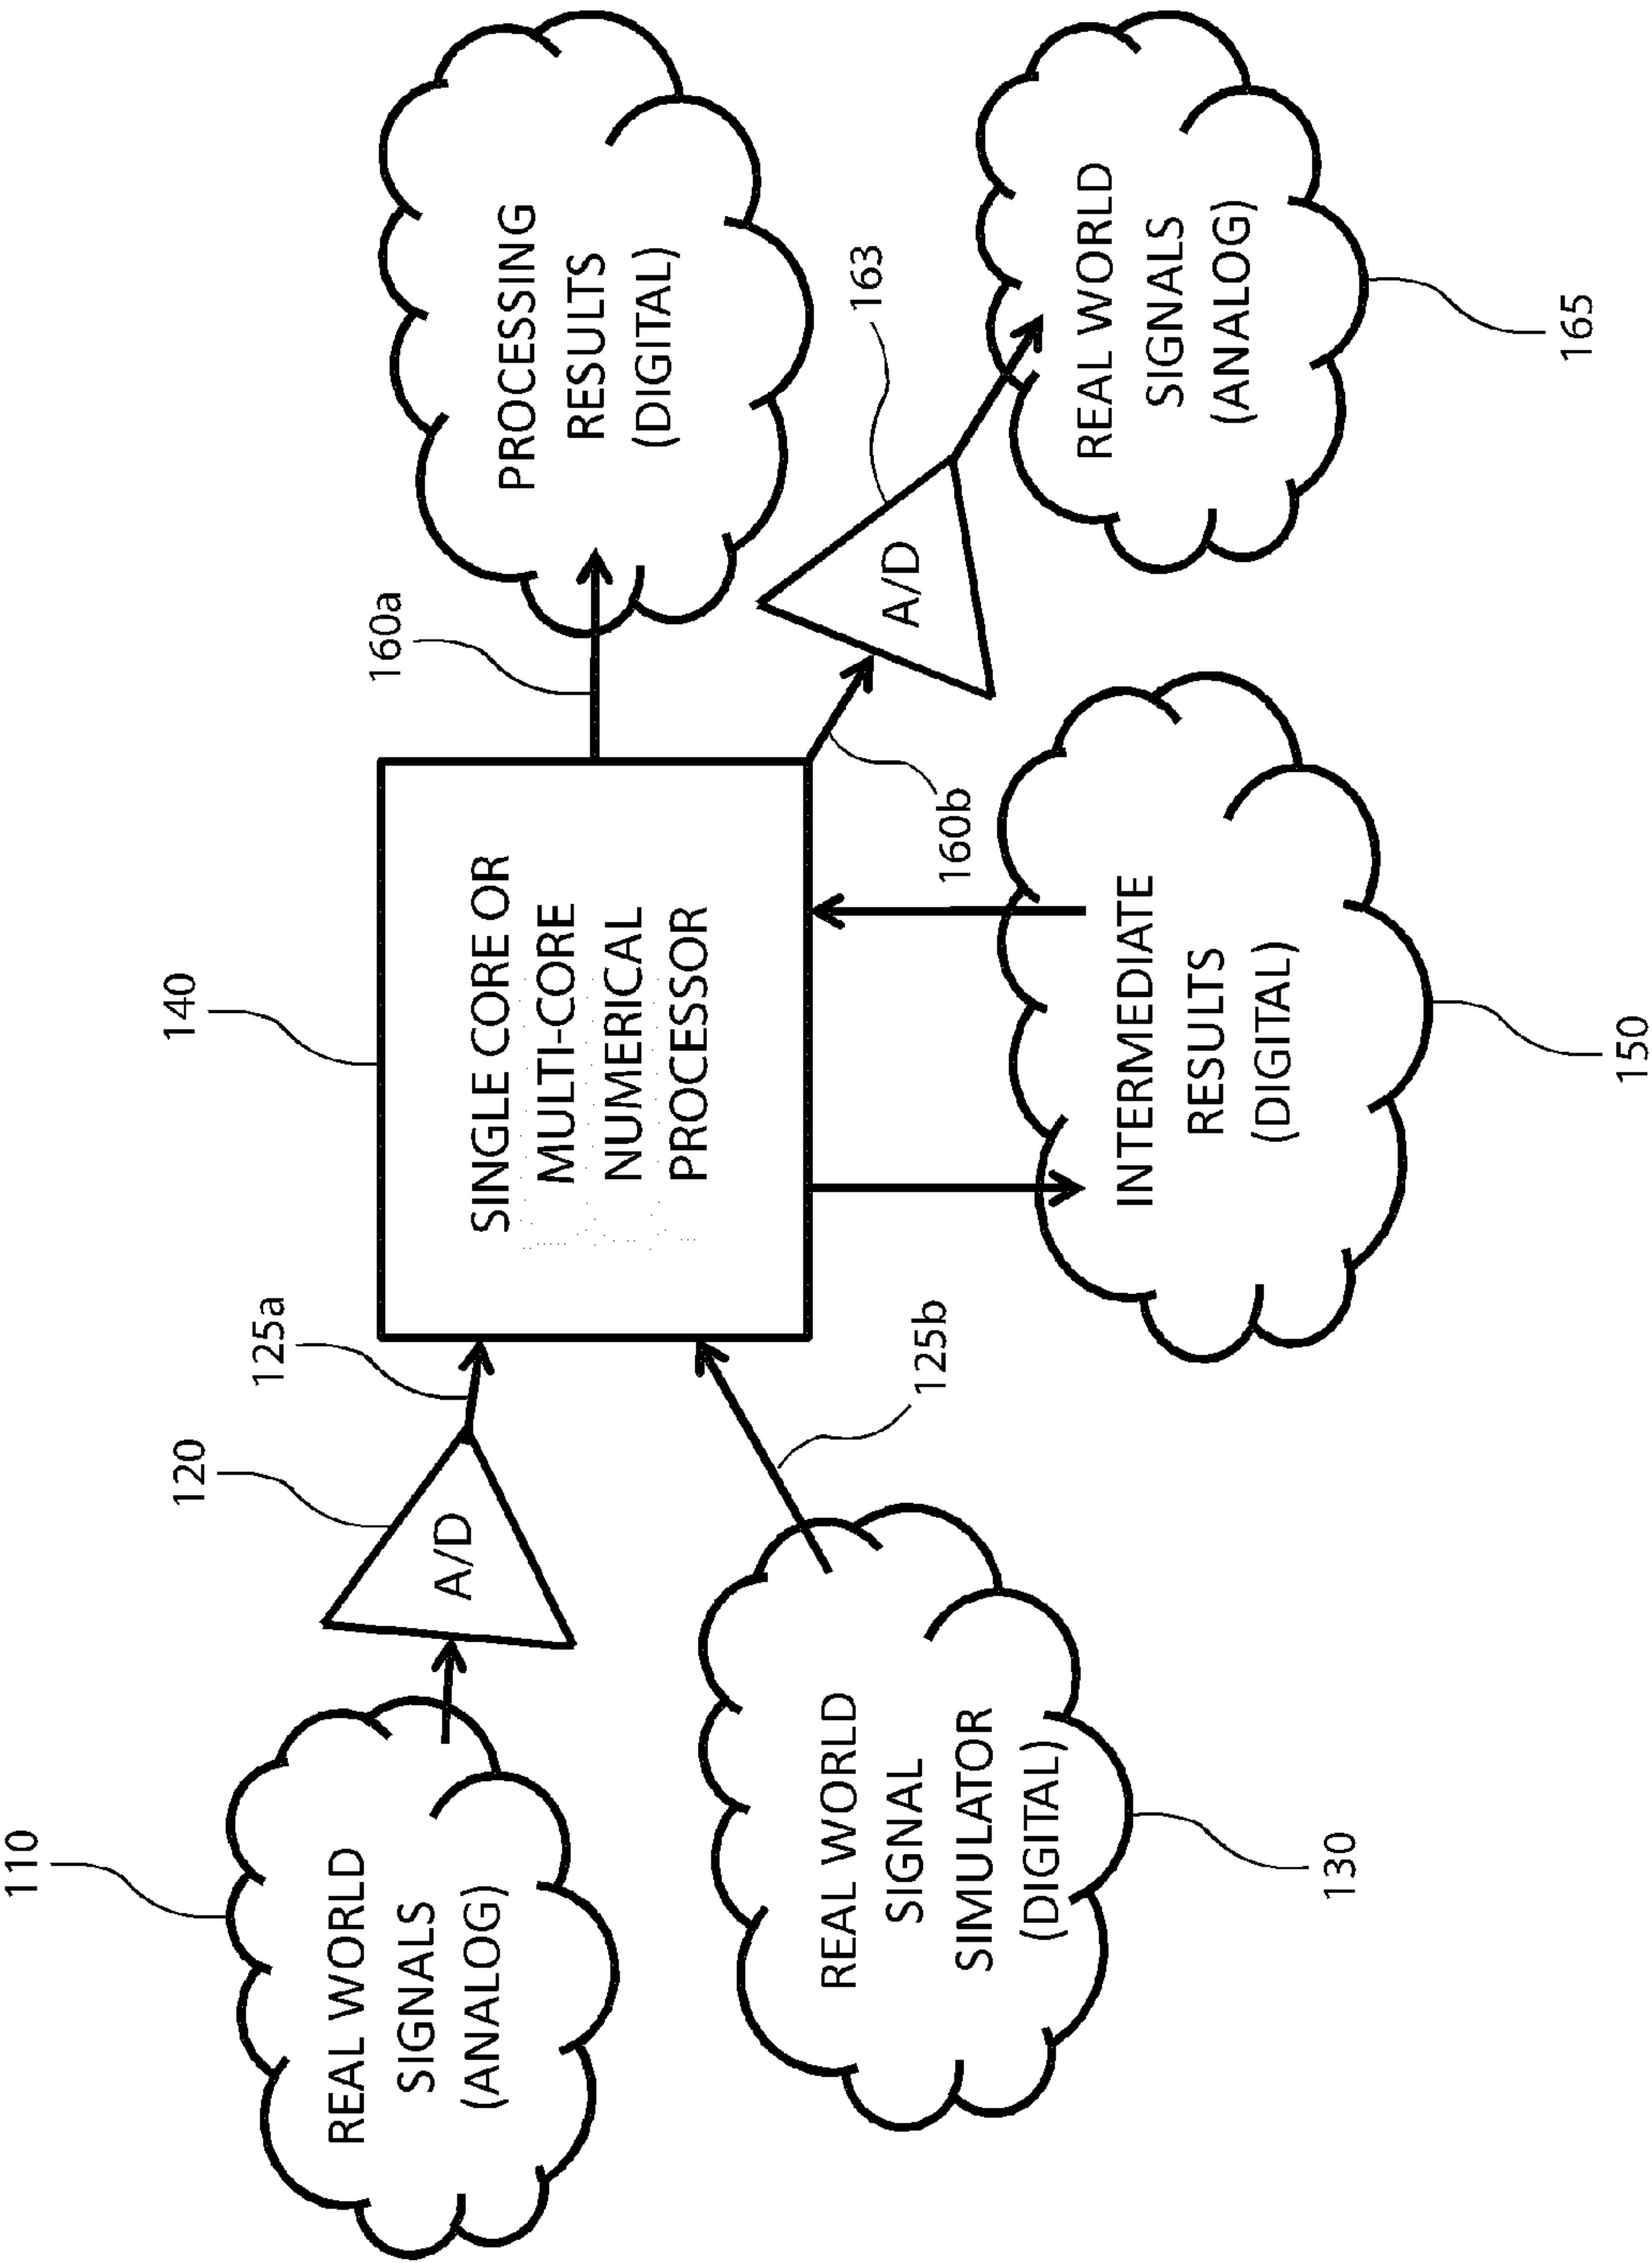 110
REAL WORLD
SIGNALS
(ANALOG)
120
A/D
125a
REAL WORLD
SIGNAL
SIMULATOR
(DIGITAL)
130
125b
140
SINGLE CORE OR
MULTI-CORE
NUMERICAL
PROCESSOR
INTERMEDIATE
RESULTS
(DIGITAL)
150
160a
PROCESSING
RESULTS
(DIGITAL)
160b
A/D
163
REAL WORLD
SIGNALS
(ANALOG)
165